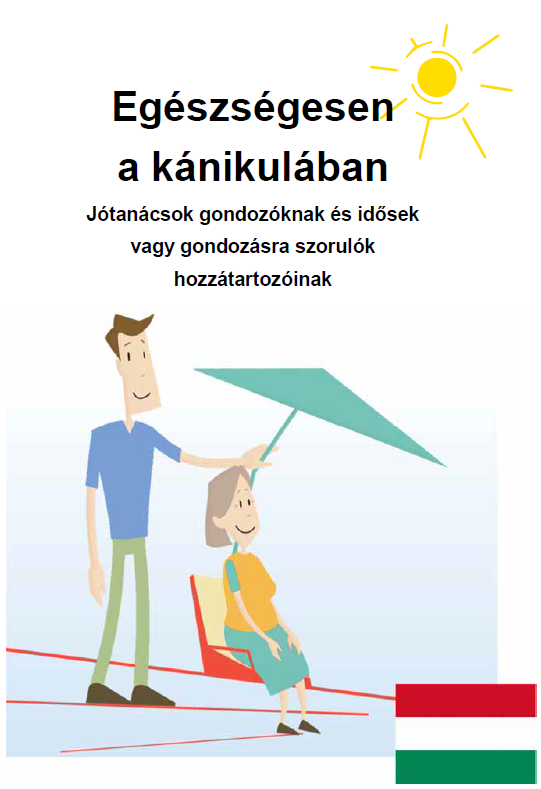 Egészségesen
a kánikulában
Jótanácsok gondozóknak és idősek
vagy gondozásra szorulók
hozzátartozóinak